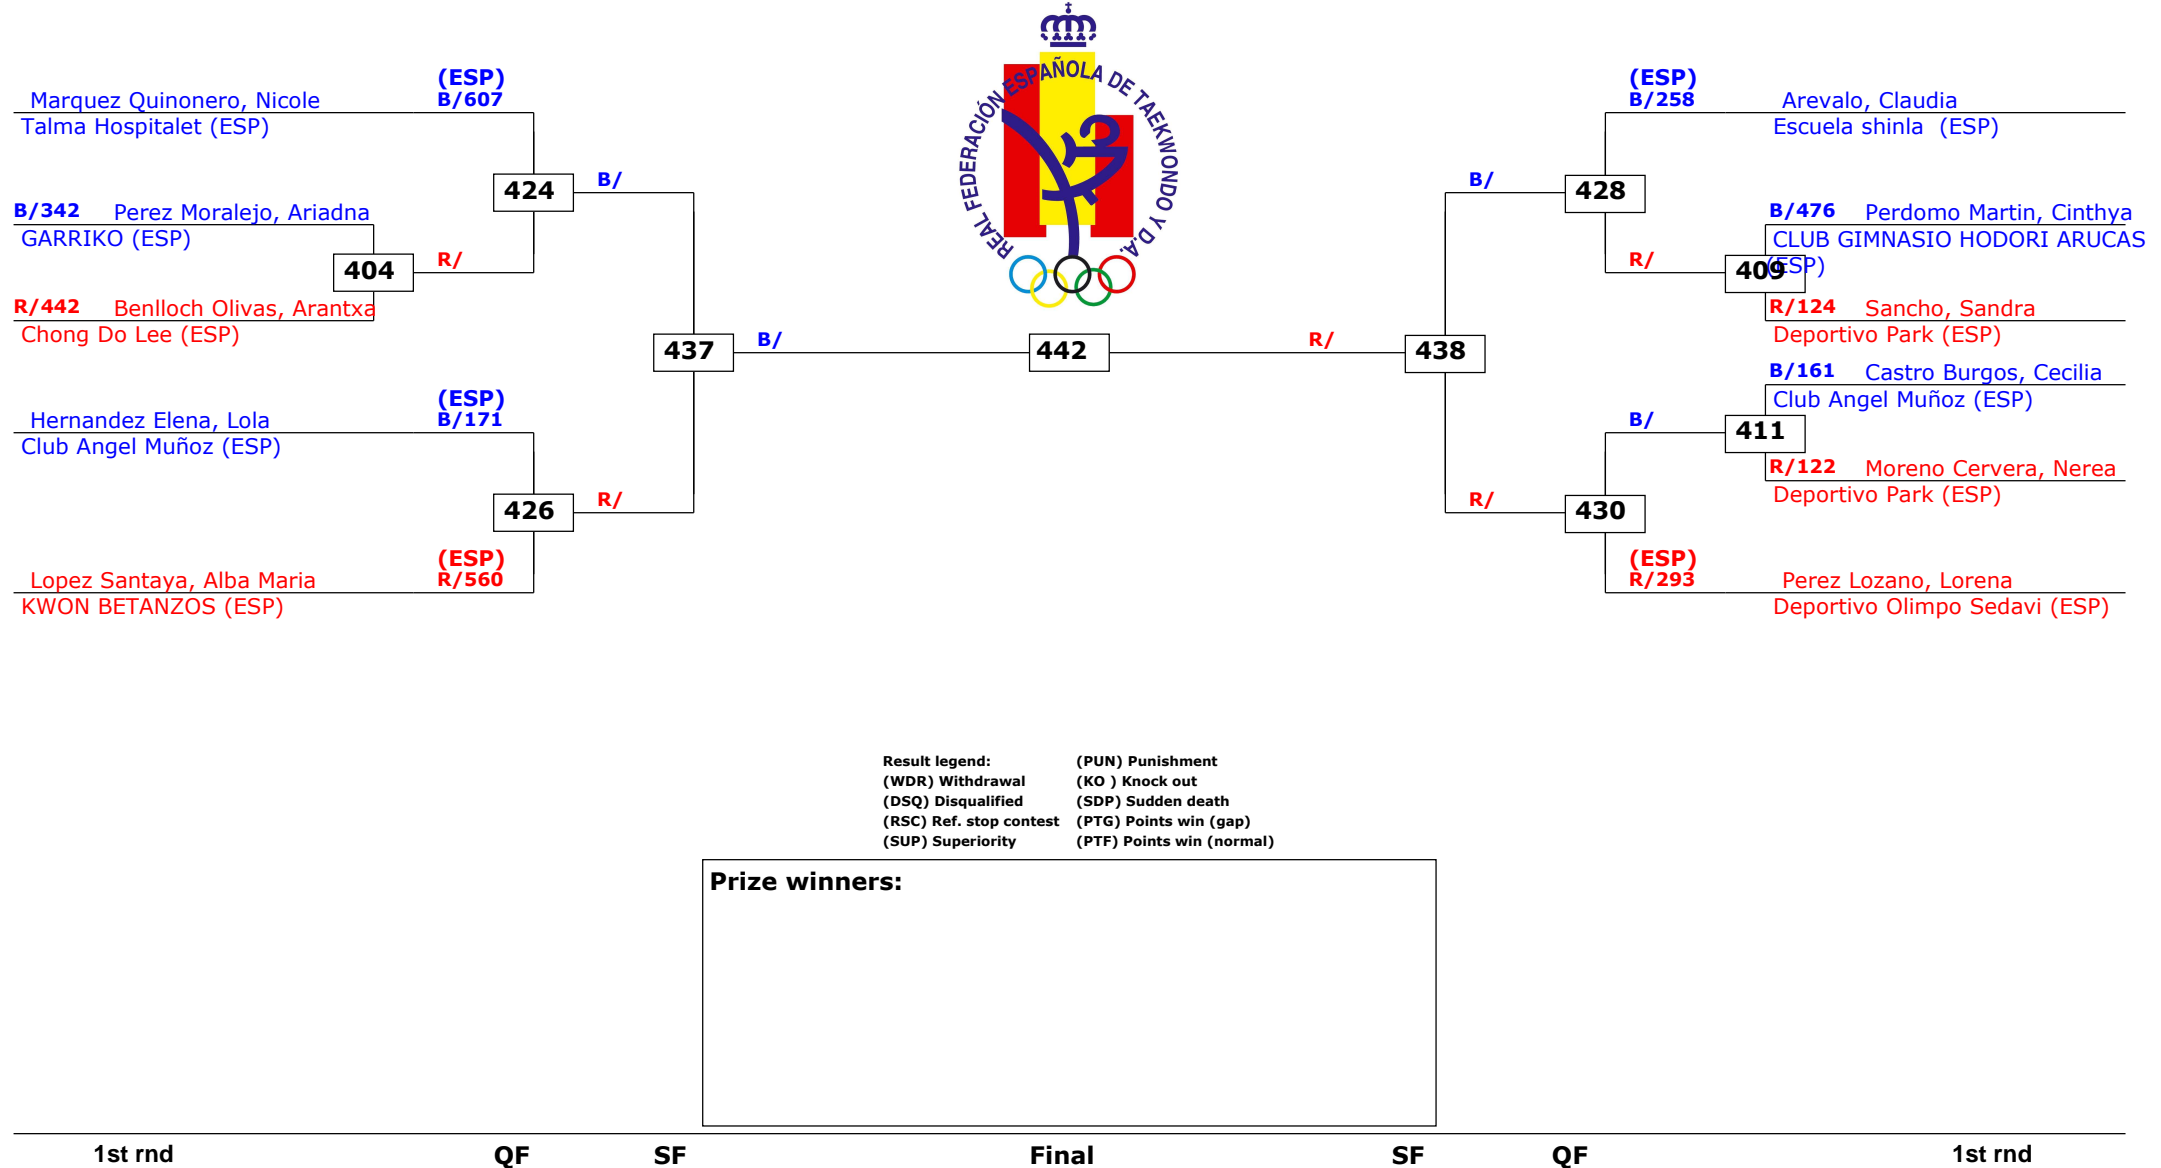 REAL FEDERACIÓN ESPAÑOLA DE TAEKWONDO Y D.A.
(ESP)
Marquez Quinonero, Nicole B/607
Talma Hospitalet (ESP)
424
B/
B/342 Perez Moralejo, Ariadna
GARRIKO (ESP)
404
R/
R/442 Benlloch Olivas, Arantxa
Chong Do Lee (ESP)
437
B/
(ESP)
Hernandez Elena, Lola B/171
Club Angel Muñoz (ESP)
426
R/
(ESP)
Lopez Santaya, Alba Maria R/560
KWON BETANZOS (ESP)
442
(ESP)
B/258 Arevalo, Claudia
Escuela shinla (ESP)
B/
428
B/476 Perdomo Martin, Cinthya
CLUB GIMNASIO HODORI ARUCAS
(ESP)
R/
409
R/124 Sancho, Sandra
Deportivo Park (ESP)
R/
438
B/161 Castro Burgos, Cecilia
Club Angel Muñoz (ESP)
B/
411
R/122 Moreno Cervera, Nerea
Deportivo Park (ESP)
R/
430
(ESP)
R/293 Perez Lozano, Lorena
Deportivo Olimpo Sedavi (ESP)
Result legend: (PUN) Punishment
(WDR) Withdrawal (KO ) Knock out
(DSQ) Disqualified (SDP) Sudden death
(RSC) Ref. stop contest (PTG) Points win (gap)
(SUP) Superiority (PTF) Points win (normal)
Prize winners:
1st rnd QF SF Final SF QF 1st rnd